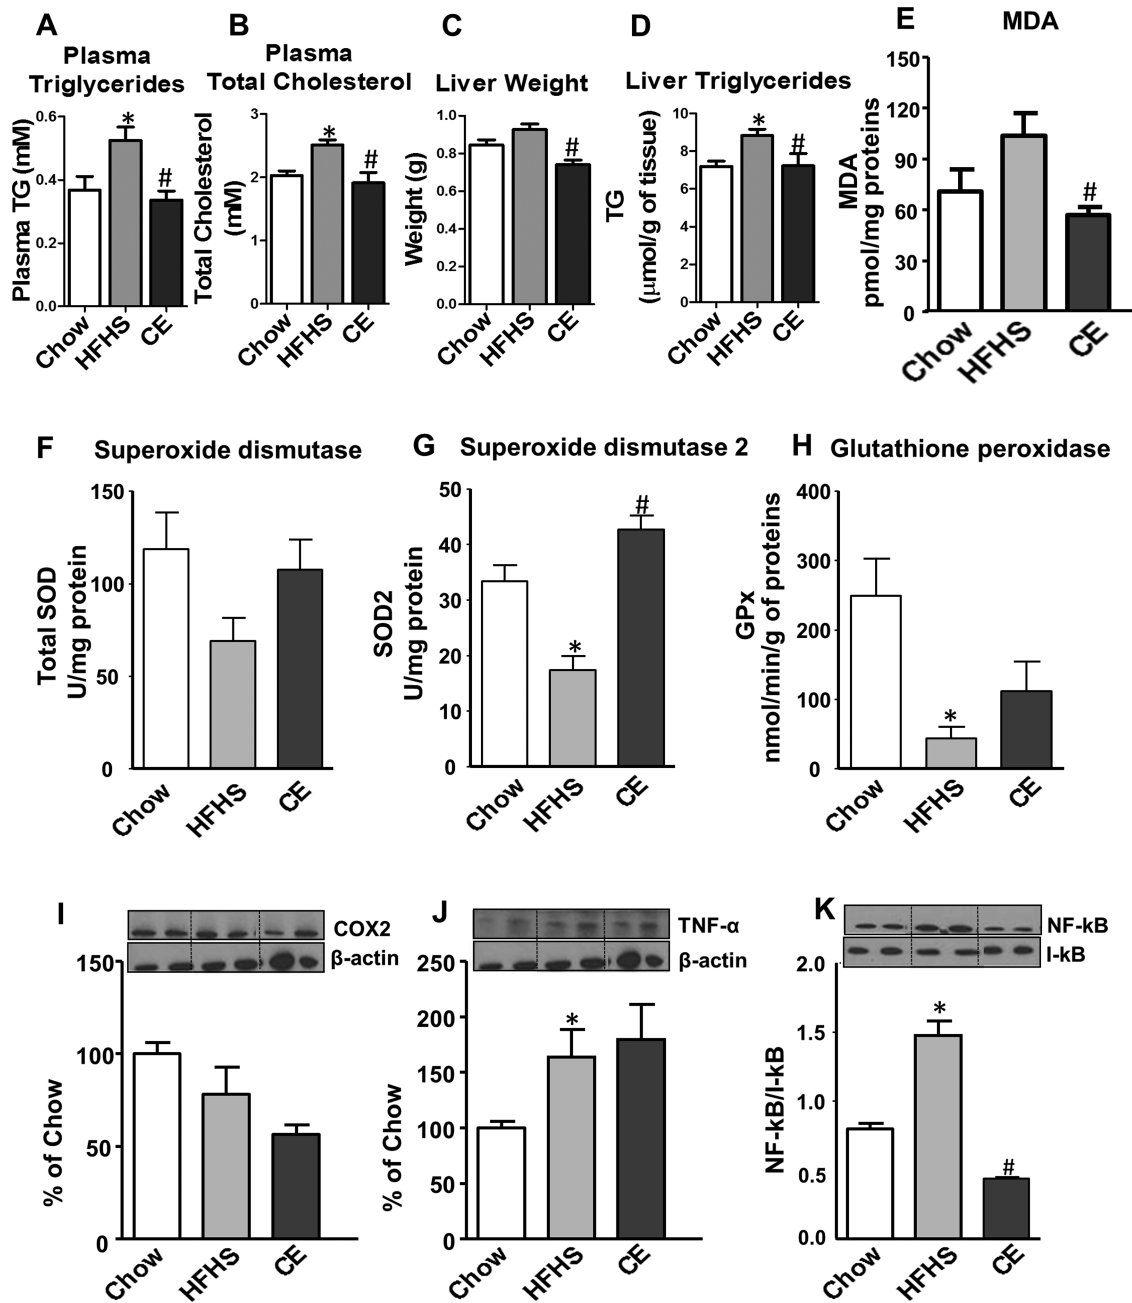 A
Plasma
Triglycerides
Plasma TG (mM)
0.6
0.4
0.2
0.0
*
#
Chow
HFHS
CE
B
Plasma
Total Cholesterol
Total Cholesterol
(mM)
3
2
1
0
*
#
Chow
HFHS
CE
C
Liver Weight
Weight (g)
1.0
0.8
0.6
0.4
0.2
0.0
#
Chow
HFHS
CE
D
Liver Triglycerides
TG
(µmol/g of tissue)
10
8
6
4
2
0
*
#
Chow
HFHS
CE
E
MDA
MDA
pmol/mg proteins
150
120
90
60
30
0
#
Chow
HFHS
CE
F
Superoxide dismutase
Total SOD
U/mg protein
150
100
50
0
Chow
HFHS
CE
G
Superoxide dismutase 2
SOD2
U/mg protein
50
40
30
20
10
0
*
#
Chow
HFHS
CE
H
Glutathione peroxidase
GPx
nmol/min/g of proteins
400
300
200
100
0
*
Chow
HFHS
CE
I
COX2
β-actin
% of Chow
150
100
50
0
Chow
HFHS
CE
J
TNF-α
β-actin
% of Chow
250
200
150
100
50
0
*
Chow
HFHS
CE
K
NF-kB
I-kB
NF-kB/I-kB
2.0
1.5
1.0
0.5
0.0
*
#
Chow
HFHS
CE